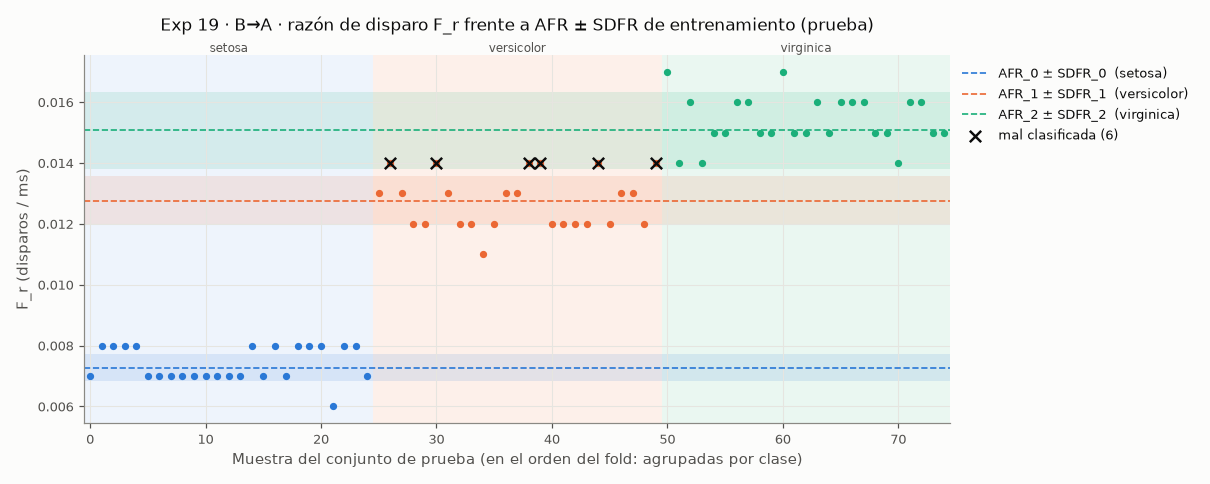 Exp 19 · B→A · razón de disparo F_r frente a AFR ± SDFR de entrenamiento (prueba)
setosa versicolor virginica
AFR_0 ± SDFR_0 (setosa)
AFR_1 ± SDFR_1 (versicolor)
AFR_2 ± SDFR_2 (virginica)
mal clasificada (6)
F_r (disparos / ms)
0.016
0.014
0.012
0.010
0.008
0.006
0 10 20 30 40 50 60 70
Muestra del conjunto de prueba (en el orden del fold: agrupadas por clase)